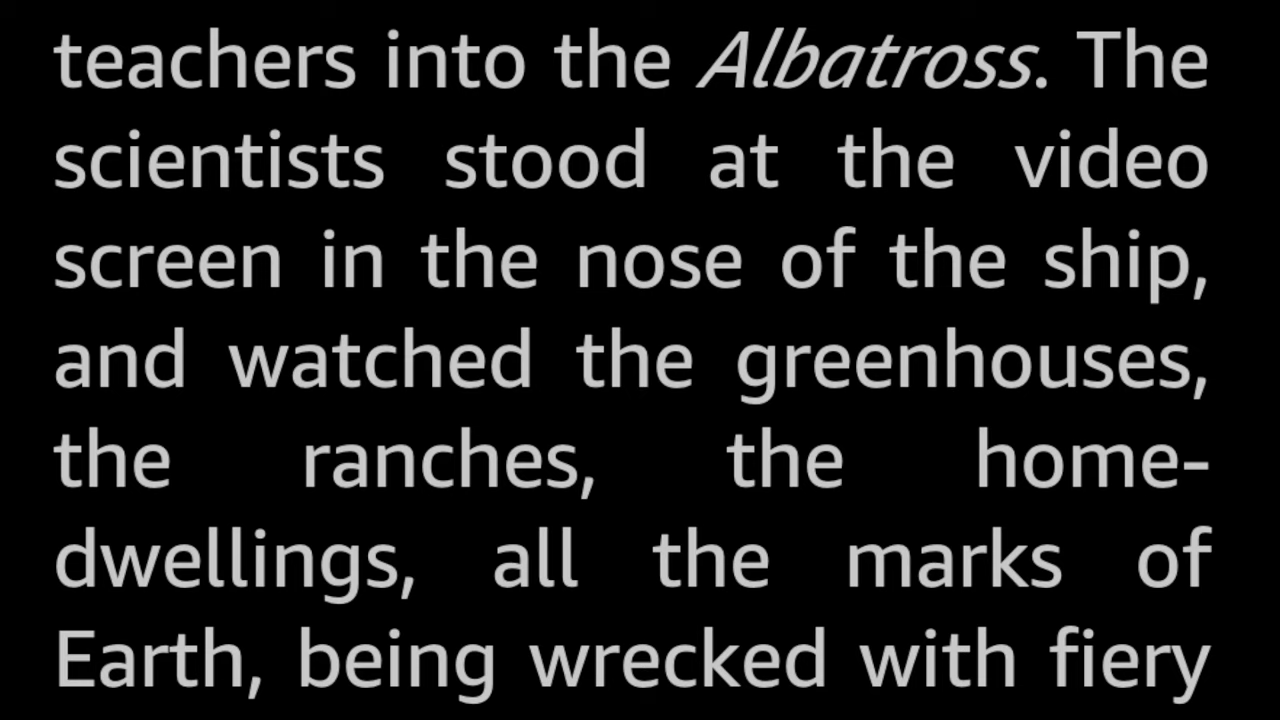 teachers into the Albatross. The
scientists stood at the video
screen in the nose of the ship,
and watched the greenhouses,
the ranches, the home-
dwellings, all the marks of
Earth, being wrecked with fiery